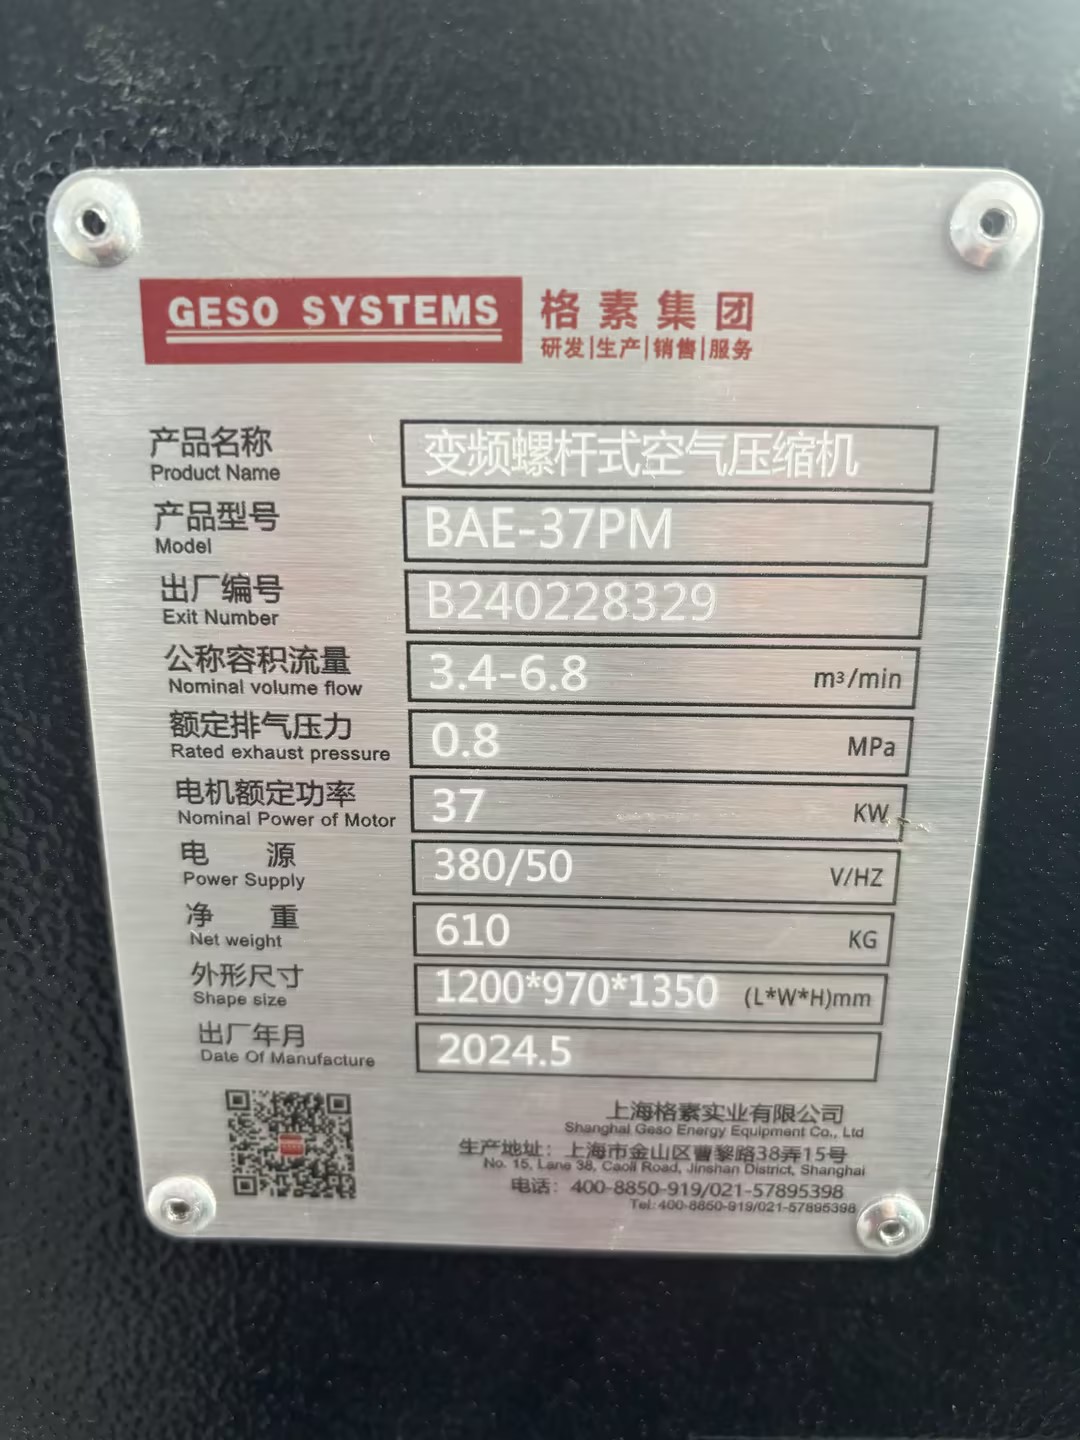 GESO SYSTEMS 格素集团
研发|生产|销售|服务
产品名称 变频螺杆式空气压缩机
Product Name
产品型号 BAE-37PM
Model
出厂编号 B240228329
Exit Number
公称容积流量 3.4-6.8 m³/min
Nominal volume flow
额定排气压力 0.8 MPa
Rated exhaust pressure
电机额定功率 37 KW
Nominal Power of Motor
电 源 380/50 V/HZ
Power Supply
净 重 610 KG
Net weight
外形尺寸 1200*970*1350 (L*W*H)mm
Shape size
出厂年月 2024.5
Date Of Manufacture
上海格素实业有限公司
Shanghai Geso Energy Equipment Co., Ltd
生产地址：上海市金山区曹黎路38弄15号
No. 15, Lane 38, Caoli Road, Jinshan District, Shanghai
电话：400-8850-919/021-57895398
Tel:400-8850-919/021-57895398